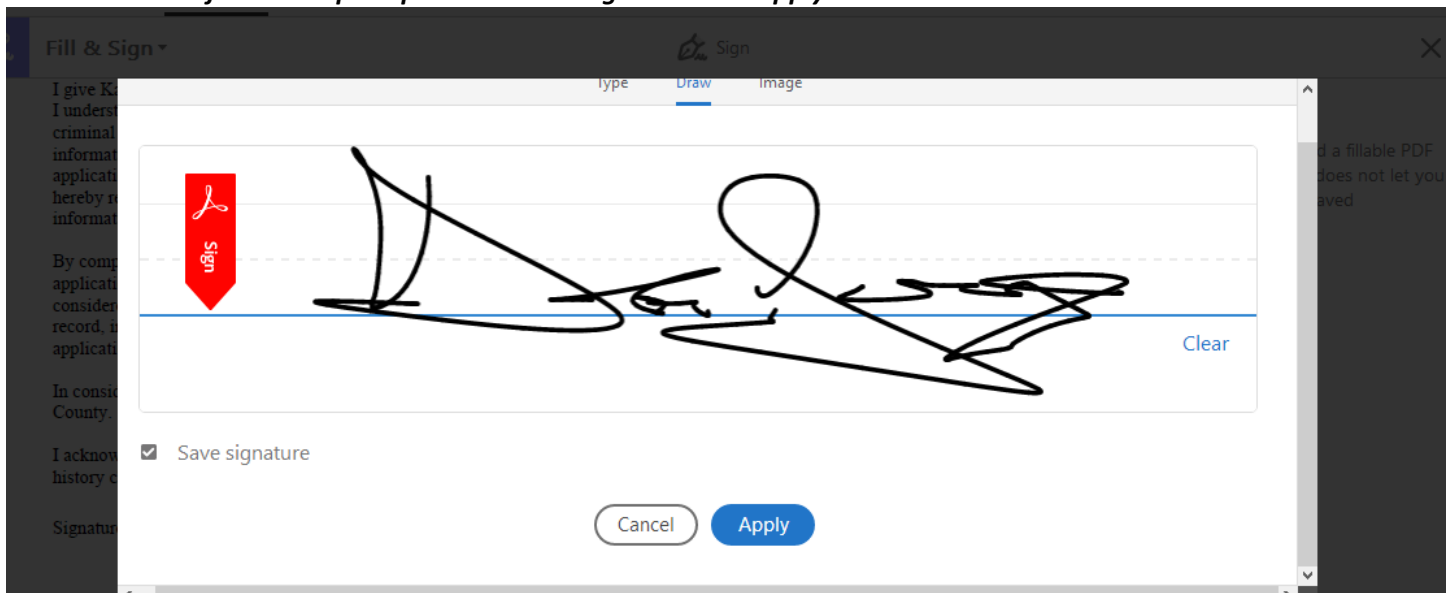 Fill & Sign
Sign
Type Draw Image
I give
I underst
criminal
informat
applicati
hereby re
informat
By comp
applicati
consider
record, i
applicati
In consid
County.
I acknow
history c
Signatur
d a fillable PDF
does not let you
aved
Sign
Clear
Save signature
Cancel
Apply